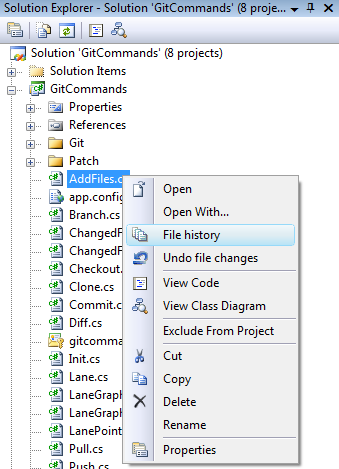 Solution Explorer - Solution 'GitCommands' (8 proje...
Solution 'GitCommands' (8 projects)
Solution Items
GitCommands
Properties
References
Git
Patch
AddFiles.c
app.config
Branch.cs
ChangedF
ChangedF
Checkout.
Clone.cs
Commit.c
Diff.cs
gitcomma
Init.cs
Lane.cs
LaneGraph
LaneGraph
LanePoint
Pull.cs
Push.cs
Open
Open With...
File history
Undo file changes
View Code
View Class Diagram
Exclude From Project
Cut
Copy
Delete
Rename
Properties